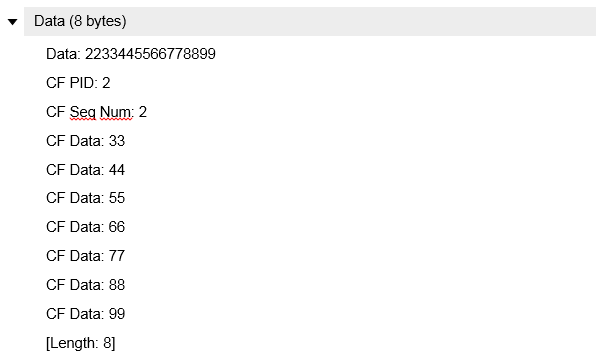 Data (8 bytes)
Data: 2233445566778899
CF PID: 2
CF Seq Num: 2
CF Data: 33
CF Data: 44
CF Data: 55
CF Data: 66
CF Data: 77
CF Data: 88
CF Data: 99
[Length: 8]